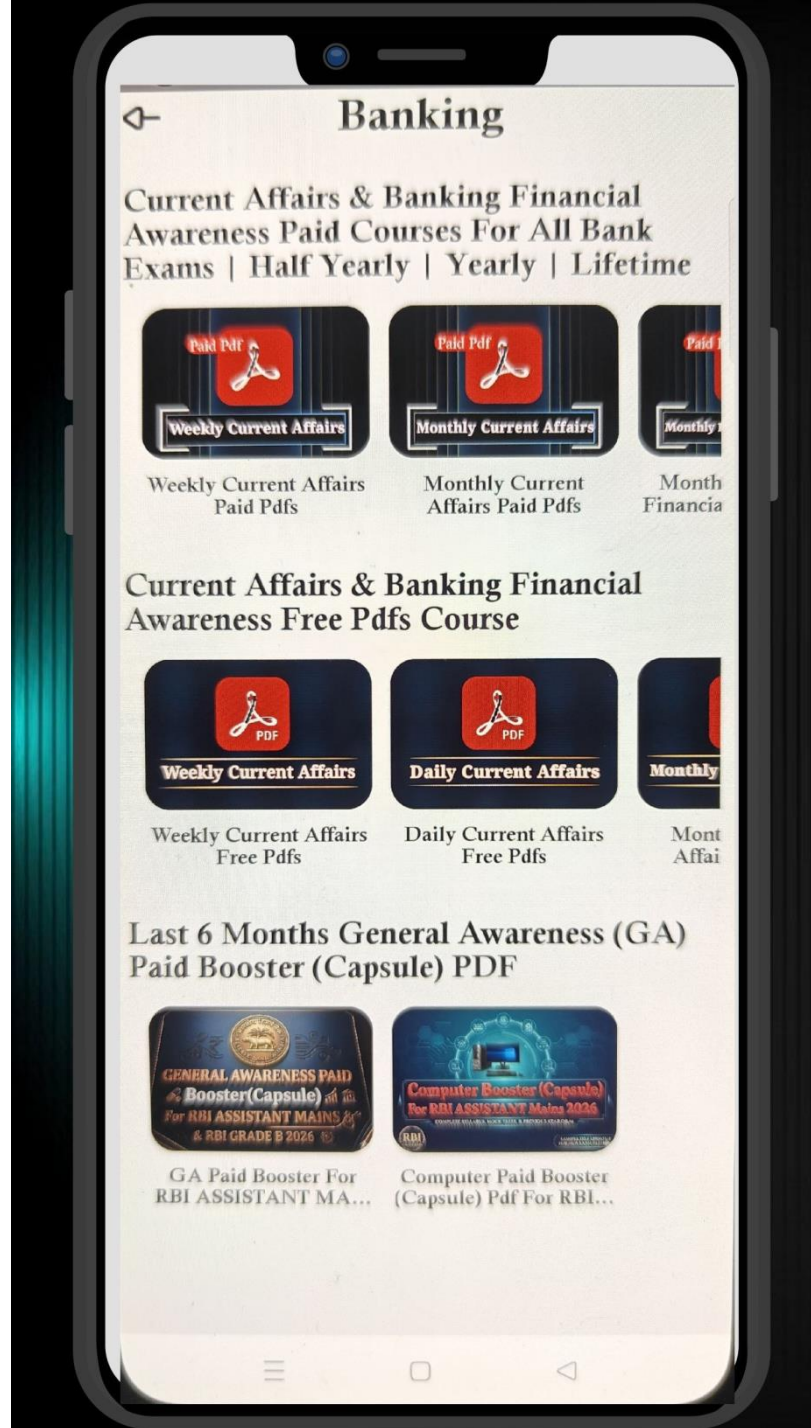 Banking
Current Affairs & Banking Financial
Awareness Paid Courses For All Bank
Exams | Half Yearly | Yearly | Lifetime
Paid Pdf
Weekly Current Affairs
Paid Pdf
Monthly Current Affairs
Paid
Monthly
Weekly Current Affairs
Paid Pdfs
Monthly Current
Affairs Paid Pdfs
Month
Financia
Current Affairs & Banking Financial
Awareness Free Pdfs Course
PDF
Weekly Current Affairs
PDF
Daily Current Affairs
Monthly
Weekly Current Affairs
Free Pdfs
Daily Current Affairs
Free Pdfs
Mont
Affai
Last 6 Months General Awareness (GA)
Paid Booster (Capsule) PDF
GENERAL AWARENESS PAID
Booster(Capsule)
For RBI ASSISTANT MAINS
& RBI GRADE B 2026
Computer Booster (Capsule)
For RBI ASSISTANT Mains 2026
RBI
GA Paid Booster For
RBI ASSISTANT MA...
Computer Paid Booster
(Capsule) Pdf For RBI...